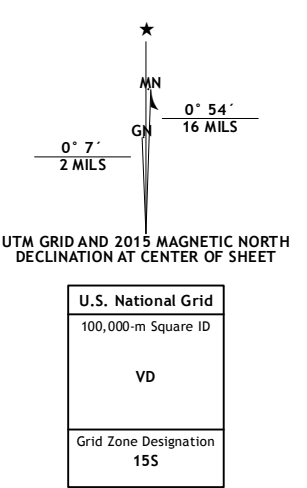 ★
MN
0° 54´
16 MILS
GN
0° 7´
2 MILS
UTM GRID AND 2015 MAGNETIC NORTH
DECLINATION AT CENTER OF SHEET
U.S. National Grid
100,000-m Square ID
VD
Grid Zone Designation
15S